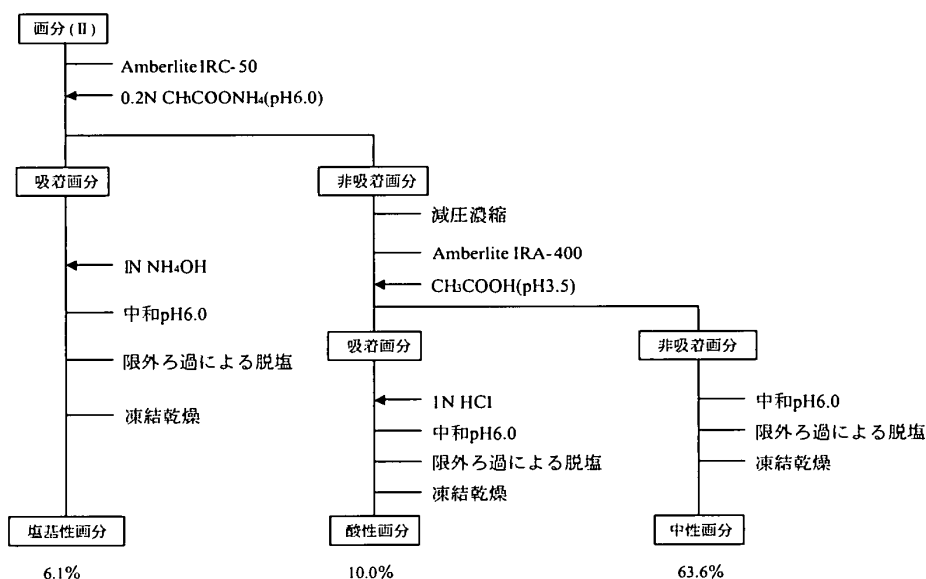 画分(II)
Amberlite IRC-50
0.2N CH3COONH4(pH6.0)
吸着画分
非吸着画分
減圧濃縮
1N NH4OH
Amberlite IRA-400
CH3COOH(pH3.5)
中和pH6.0
限外ろ過による脱塩
凍結乾燥
吸着画分
非吸着画分
1N HCl
中和pH6.0
限外ろ過による脱塩
凍結乾燥
中和pH6.0
限外ろ過による脱塩
凍結乾燥
塩基性画分
酸性画分
中性画分
6.1%
10.0%
63.6%